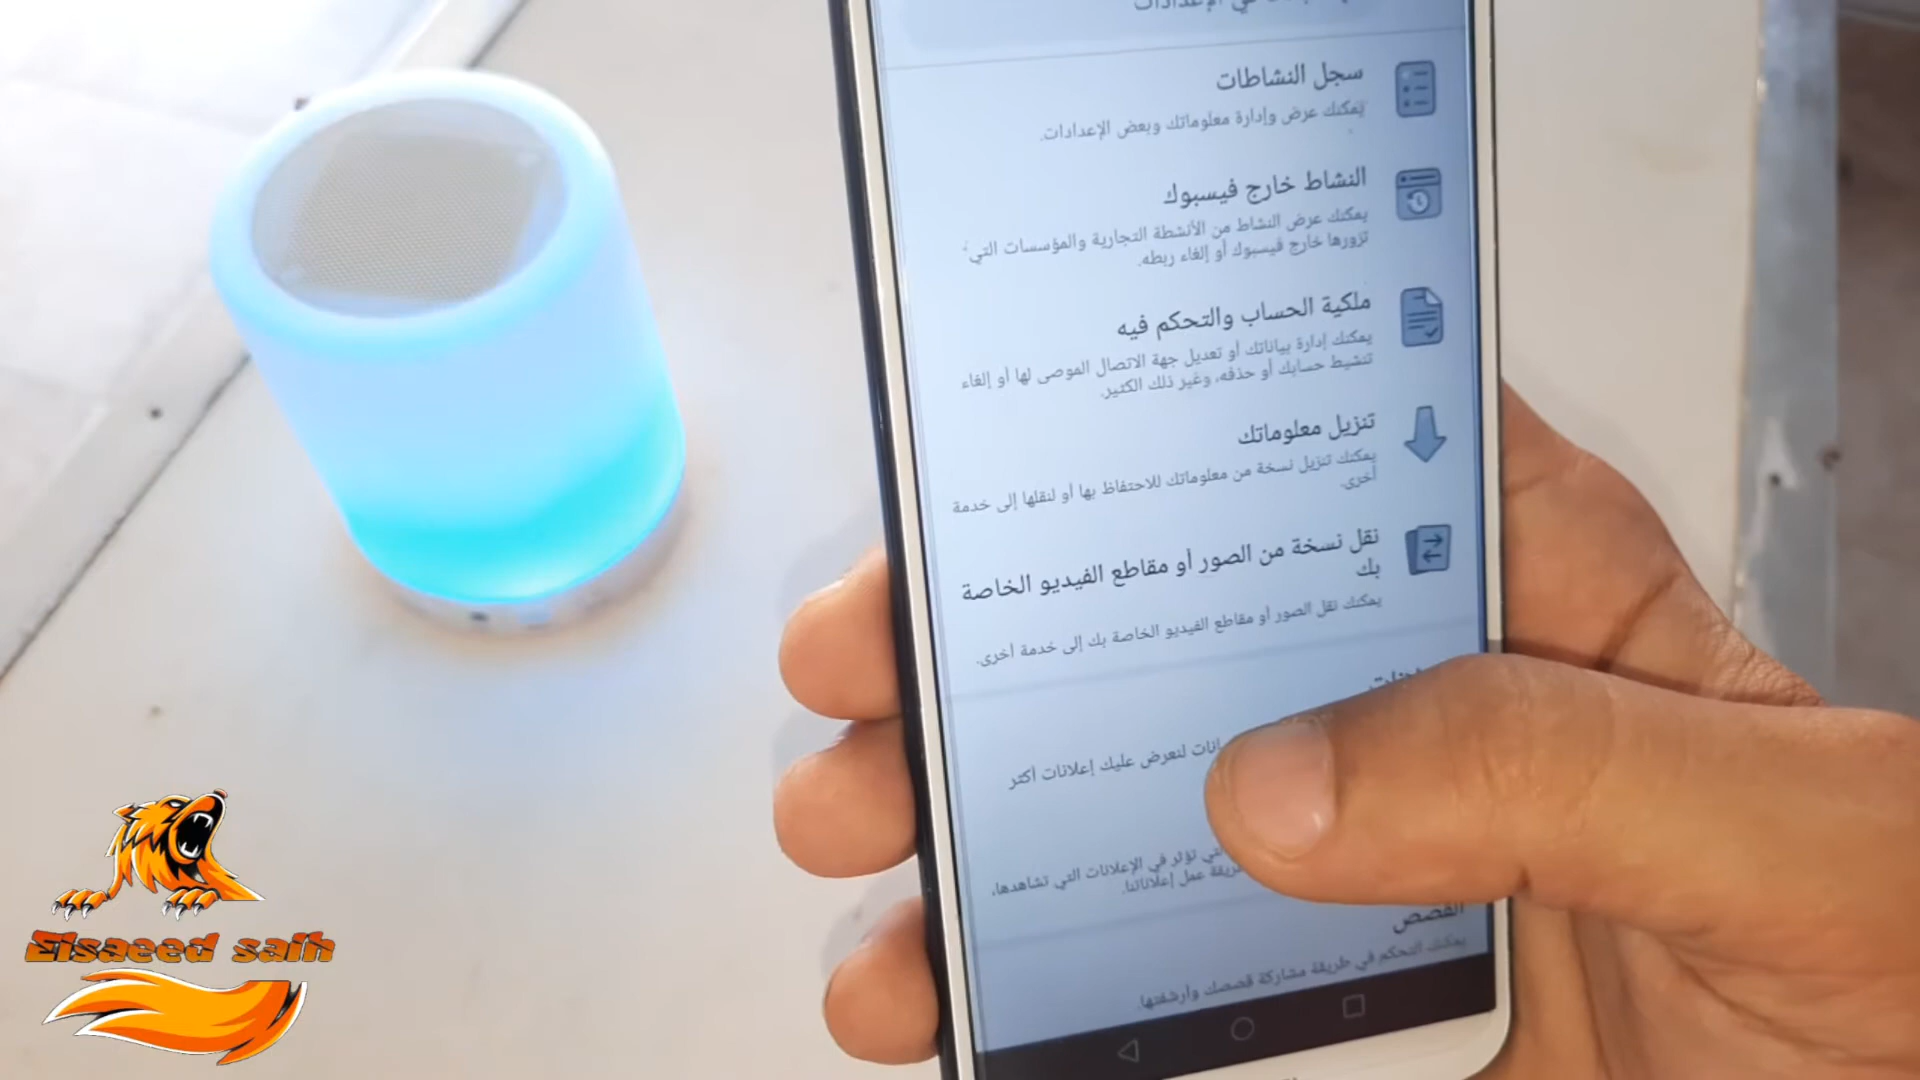 في الإعدادات
سجل النشاطات
يمكنك عرض وإدارة معلوماتك وبعض الإعدادات.
النشاط خارج فيسبوك
يمكنك عرض النشاط من الأنشطة التجارية والمؤسسات التي
تزورها خارج فيسبوك أو إلغاء ربطه.
ملكية الحساب والتحكم فيه
يمكنك إدارة بياناتك أو تعديل جهة الاتصال الموصى لها أو إلغاء
تنشيط حسابك أو حذفه، وغير ذلك الكثير.
تنزيل معلوماتك
يمكنك تنزيل نسخة من معلوماتك للاحتفاظ بها أو لنقلها إلى خدمة
أخرى.
نقل نسخة من الصور أو مقاطع الفيديو الخاصة
بك
يمكنك نقل الصور أو مقاطع الفيديو الخاصة بك إلى خدمة أخرى.
لنعرض عليك إعلانات أكثر
تؤثر في الإعلانات التي تشاهدها،
عمل إعلاناتنا.
القصص
يمكنك التحكم في طريقة مشاركة قصصك وأرشفتها.
Elsaeed saih